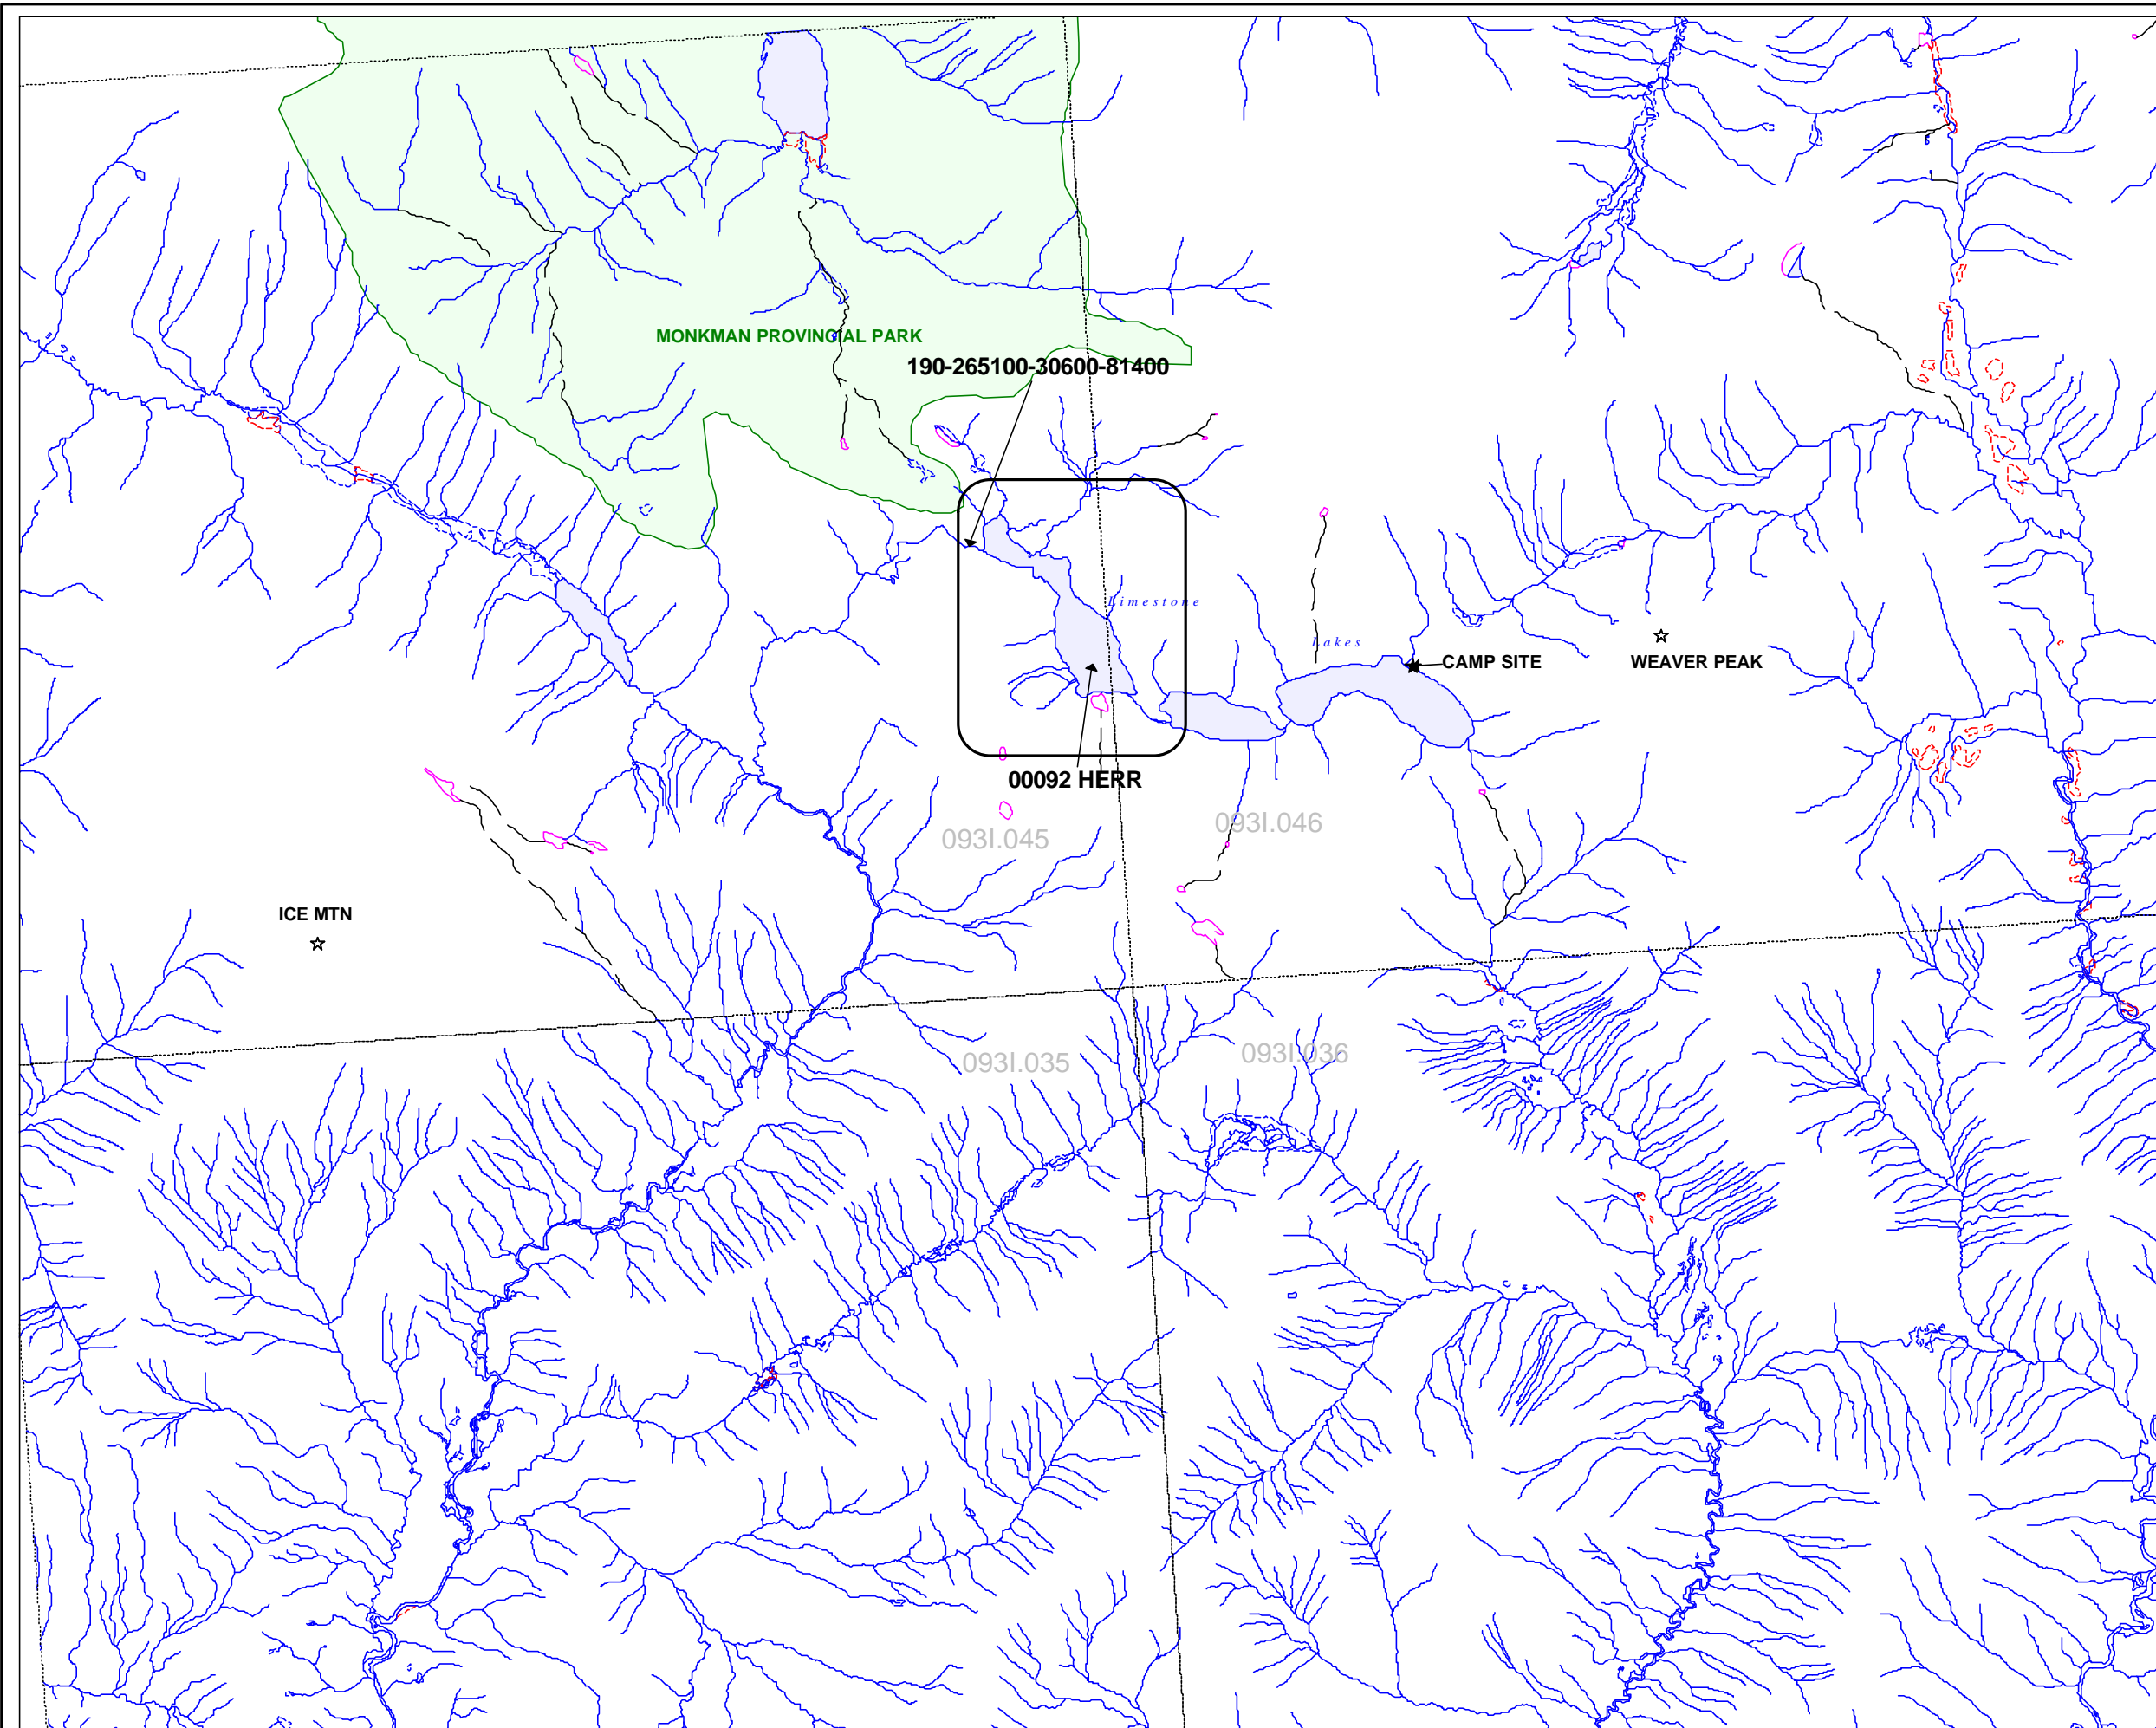 MONKMAN PROVINCIAL PARK
190-265100-30600-81400
Limestone
Lakes
CAMP SITE
WEAVER PEAK
00092 HERR
093I.045
093I.046
ICE MTN
093I.035
093I.036